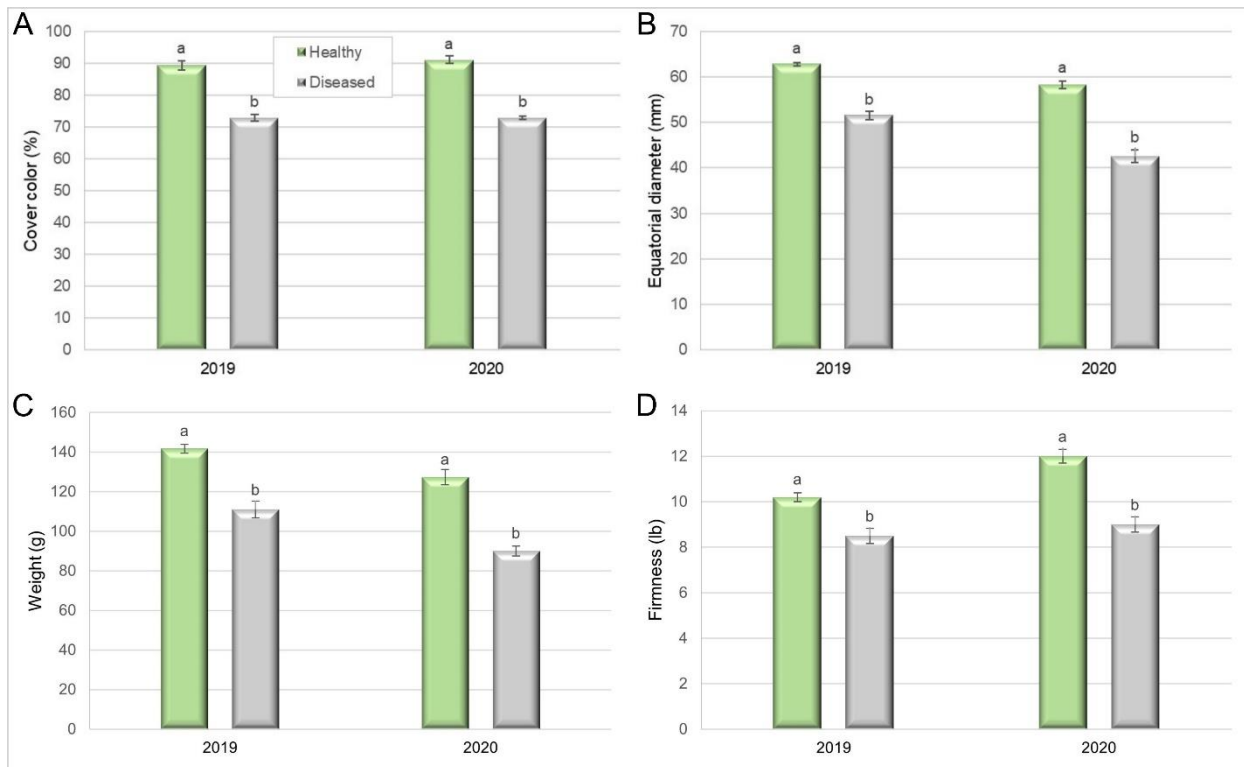 A
Cover color (%)
100
90
80
70
60
50
40
30
20
10
0
Healthy
Diseased
a
b
a
b
2019
2020
B
Equatorial diameter (mm)
70
60
50
40
30
20
10
0
a
b
a
b
2019
2020
C
Weight (g)
160
140
120
100
80
60
40
20
0
a
b
a
b
2019
2020
D
Firmness (lb)
14
12
10
8
6
4
2
0
a
b
a
b
2019
2020